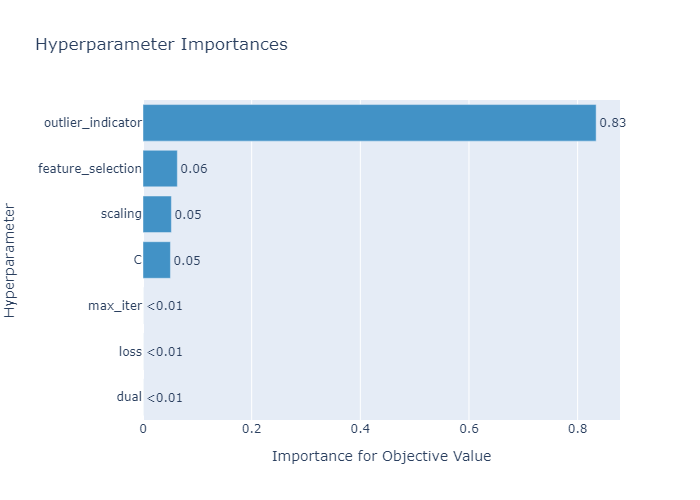 Hyperparameter Importances
Hyperparameter
outlier_indicator 0.83
feature_selection 0.06
scaling 0.05
C 0.05
max_iter <0.01
loss <0.01
dual <0.01
0 0.2 0.4 0.6 0.8
Importance for Objective Value